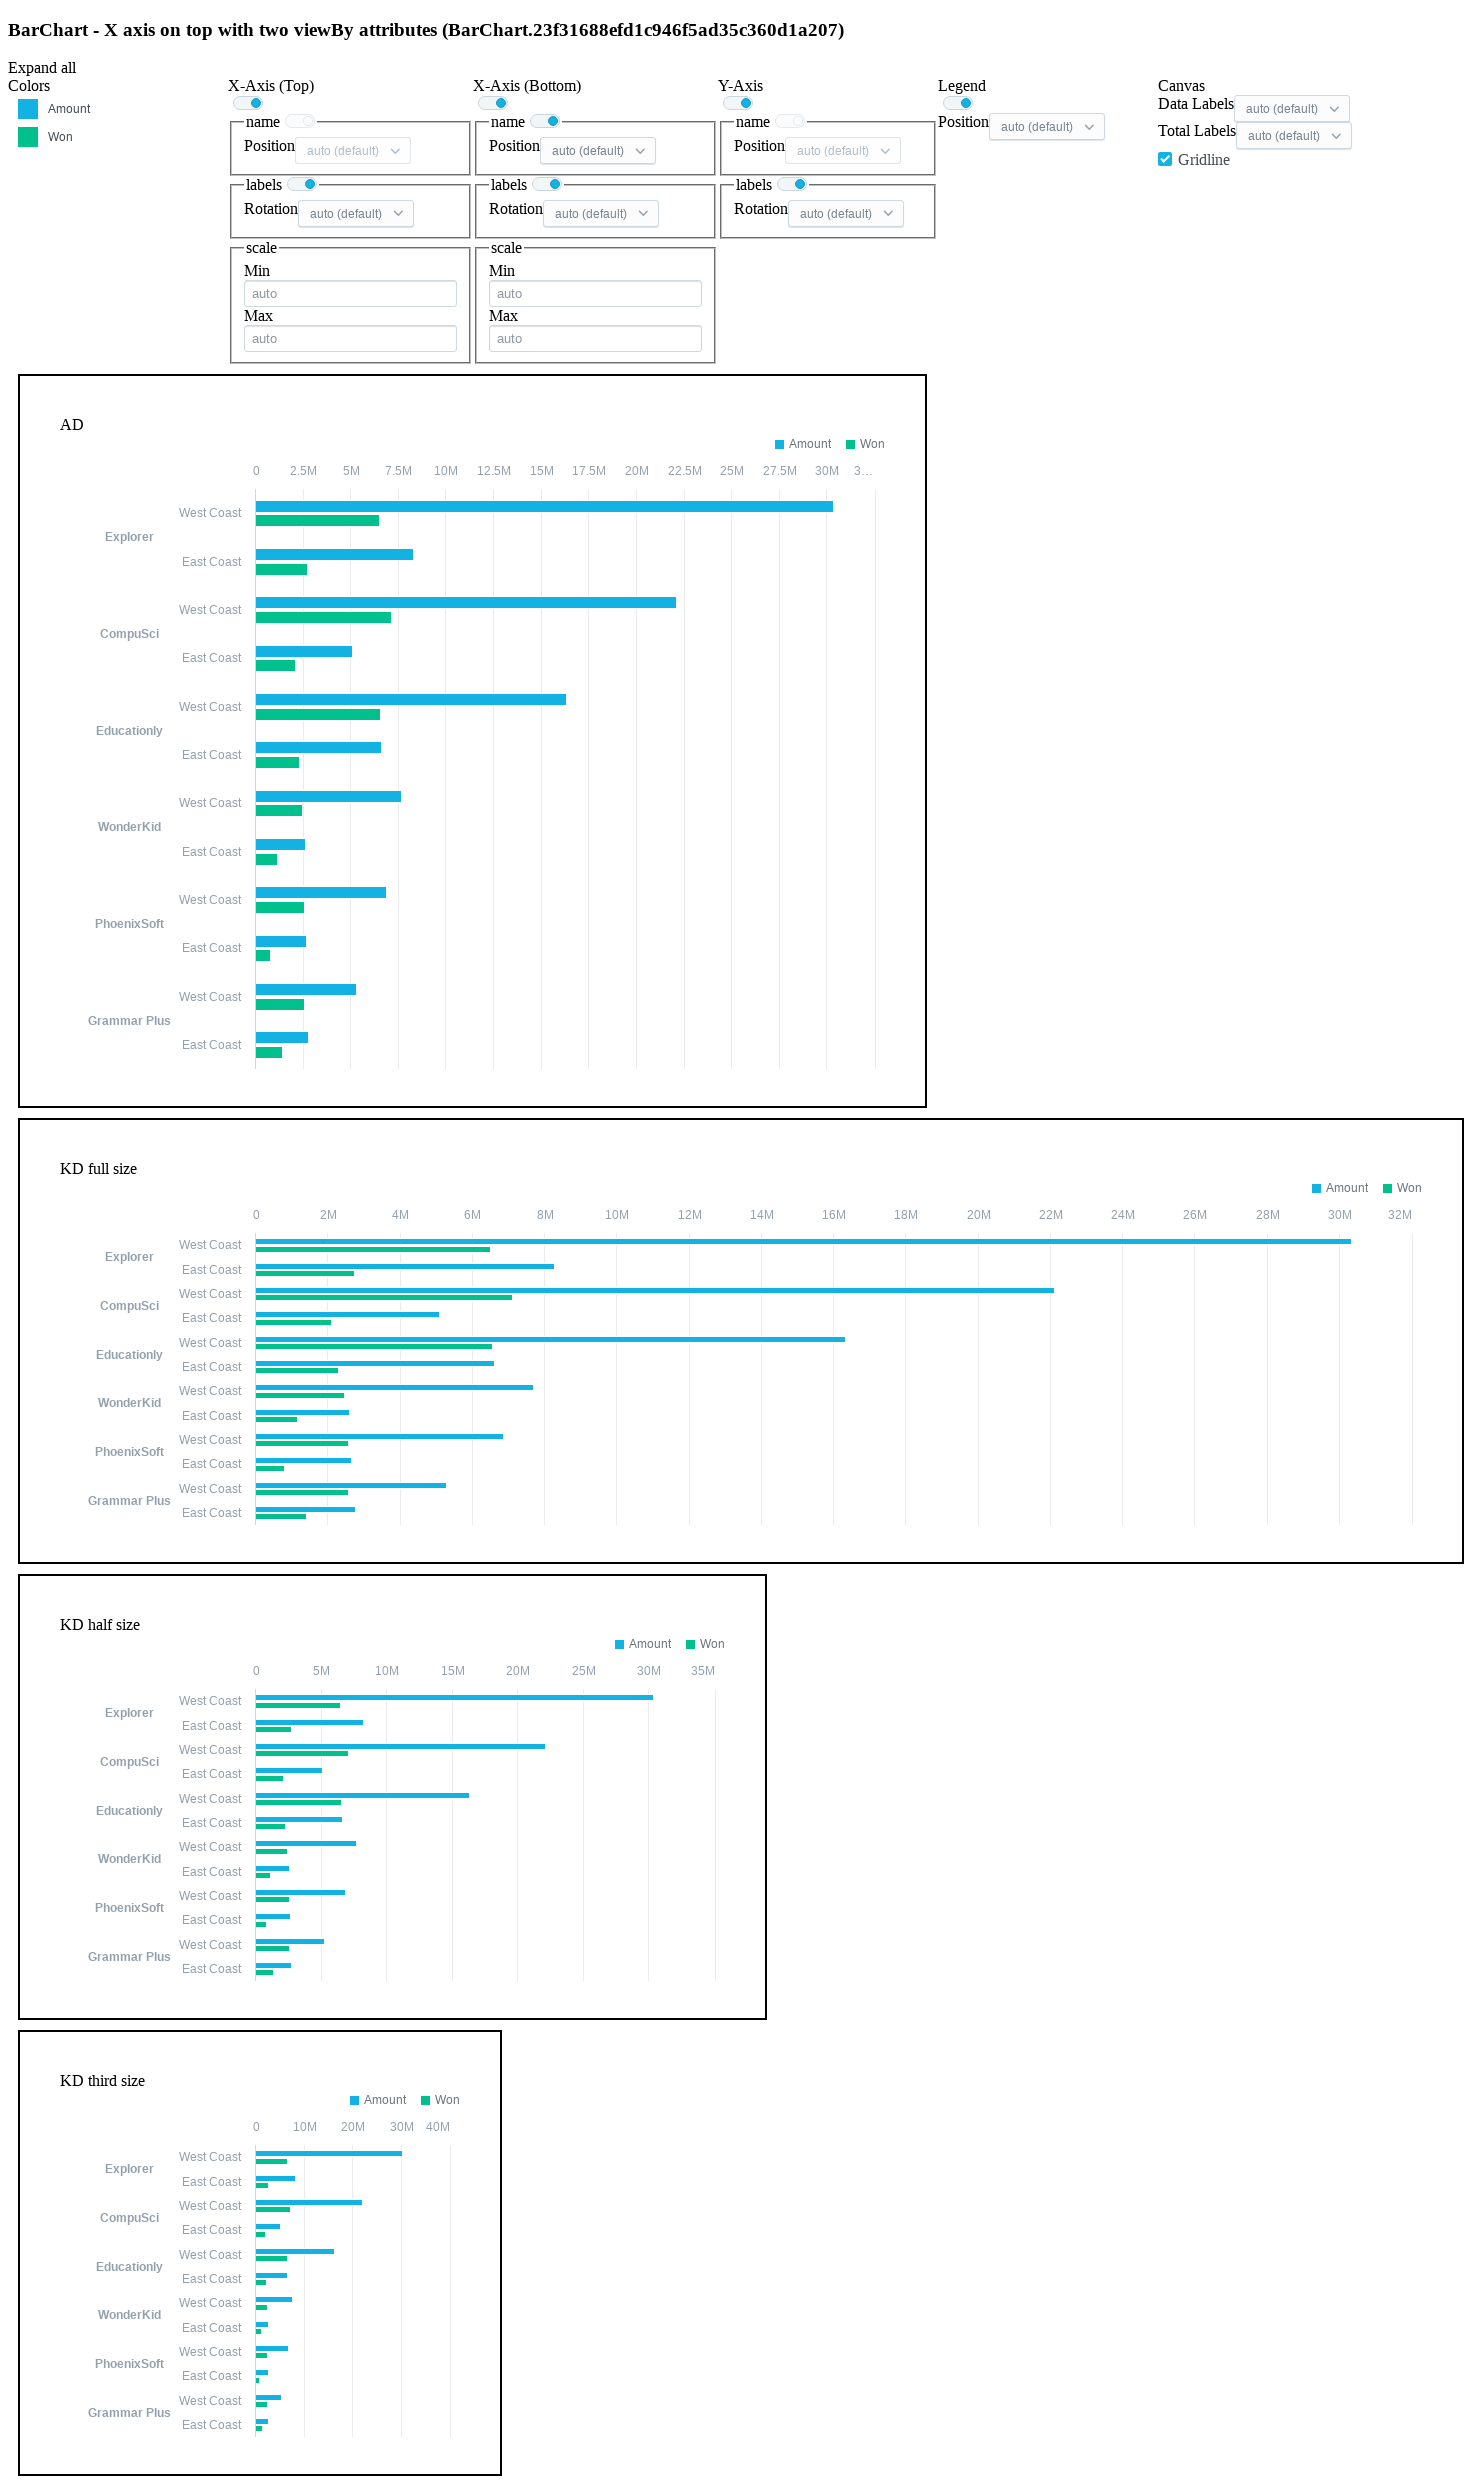 BarChart - X axis on top with two viewBy attributes (BarChart.23f31688efd1c946f5ad35c360d1a207)
Expand all
Colors
Amount
Won
X-Axis (Top)
name
Position auto (default)
labels
Rotation auto (default)
scale
Min
auto
Max
auto
X-Axis (Bottom)
name
Position auto (default)
labels
Rotation auto (default)
scale
Min
auto
Max
auto
Y-Axis
name
Position auto (default)
labels
Rotation auto (default)
Legend
Position auto (default)
Canvas
Data Labels auto (default)
Total Labels auto (default)
Gridline
AD
Amount Won
0 2.5M 5M 7.5M 10M 12.5M 15M 17.5M 20M 22.5M 25M 27.5M 30M 3...
West Coast
Explorer
East Coast
West Coast
CompuSci
East Coast
West Coast
Educationly
East Coast
West Coast
WonderKid
East Coast
West Coast
PhoenixSoft
East Coast
West Coast
Grammar Plus
East Coast
KD full size
Amount Won
0 2M 4M 6M 8M 10M 12M 14M 16M 18M 20M 22M 24M 26M 28M 30M 32M
West Coast
Explorer
East Coast
West Coast
CompuSci
East Coast
West Coast
Educationly
East Coast
West Coast
WonderKid
East Coast
West Coast
PhoenixSoft
East Coast
West Coast
Grammar Plus
East Coast
KD half size
Amount Won
0 5M 10M 15M 20M 25M 30M 35M
West Coast
Explorer
East Coast
West Coast
CompuSci
East Coast
West Coast
Educationly
East Coast
West Coast
WonderKid
East Coast
West Coast
PhoenixSoft
East Coast
West Coast
Grammar Plus
East Coast
KD third size
Amount Won
0 10M 20M 30M 40M
West Coast
Explorer
East Coast
West Coast
CompuSci
East Coast
West Coast
Educationly
East Coast
West Coast
WonderKid
East Coast
West Coast
PhoenixSoft
East Coast
West Coast
Grammar Plus
East Coast